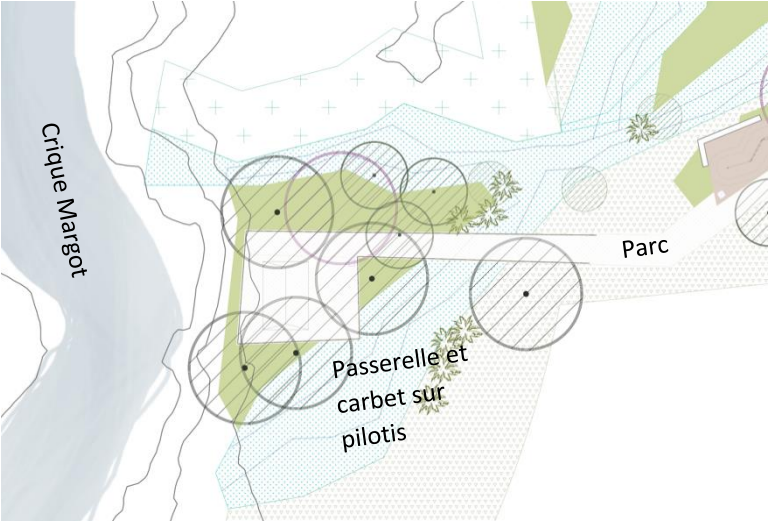 Crique Margot
Parc
Passerelle et
carbet sur
pilotis